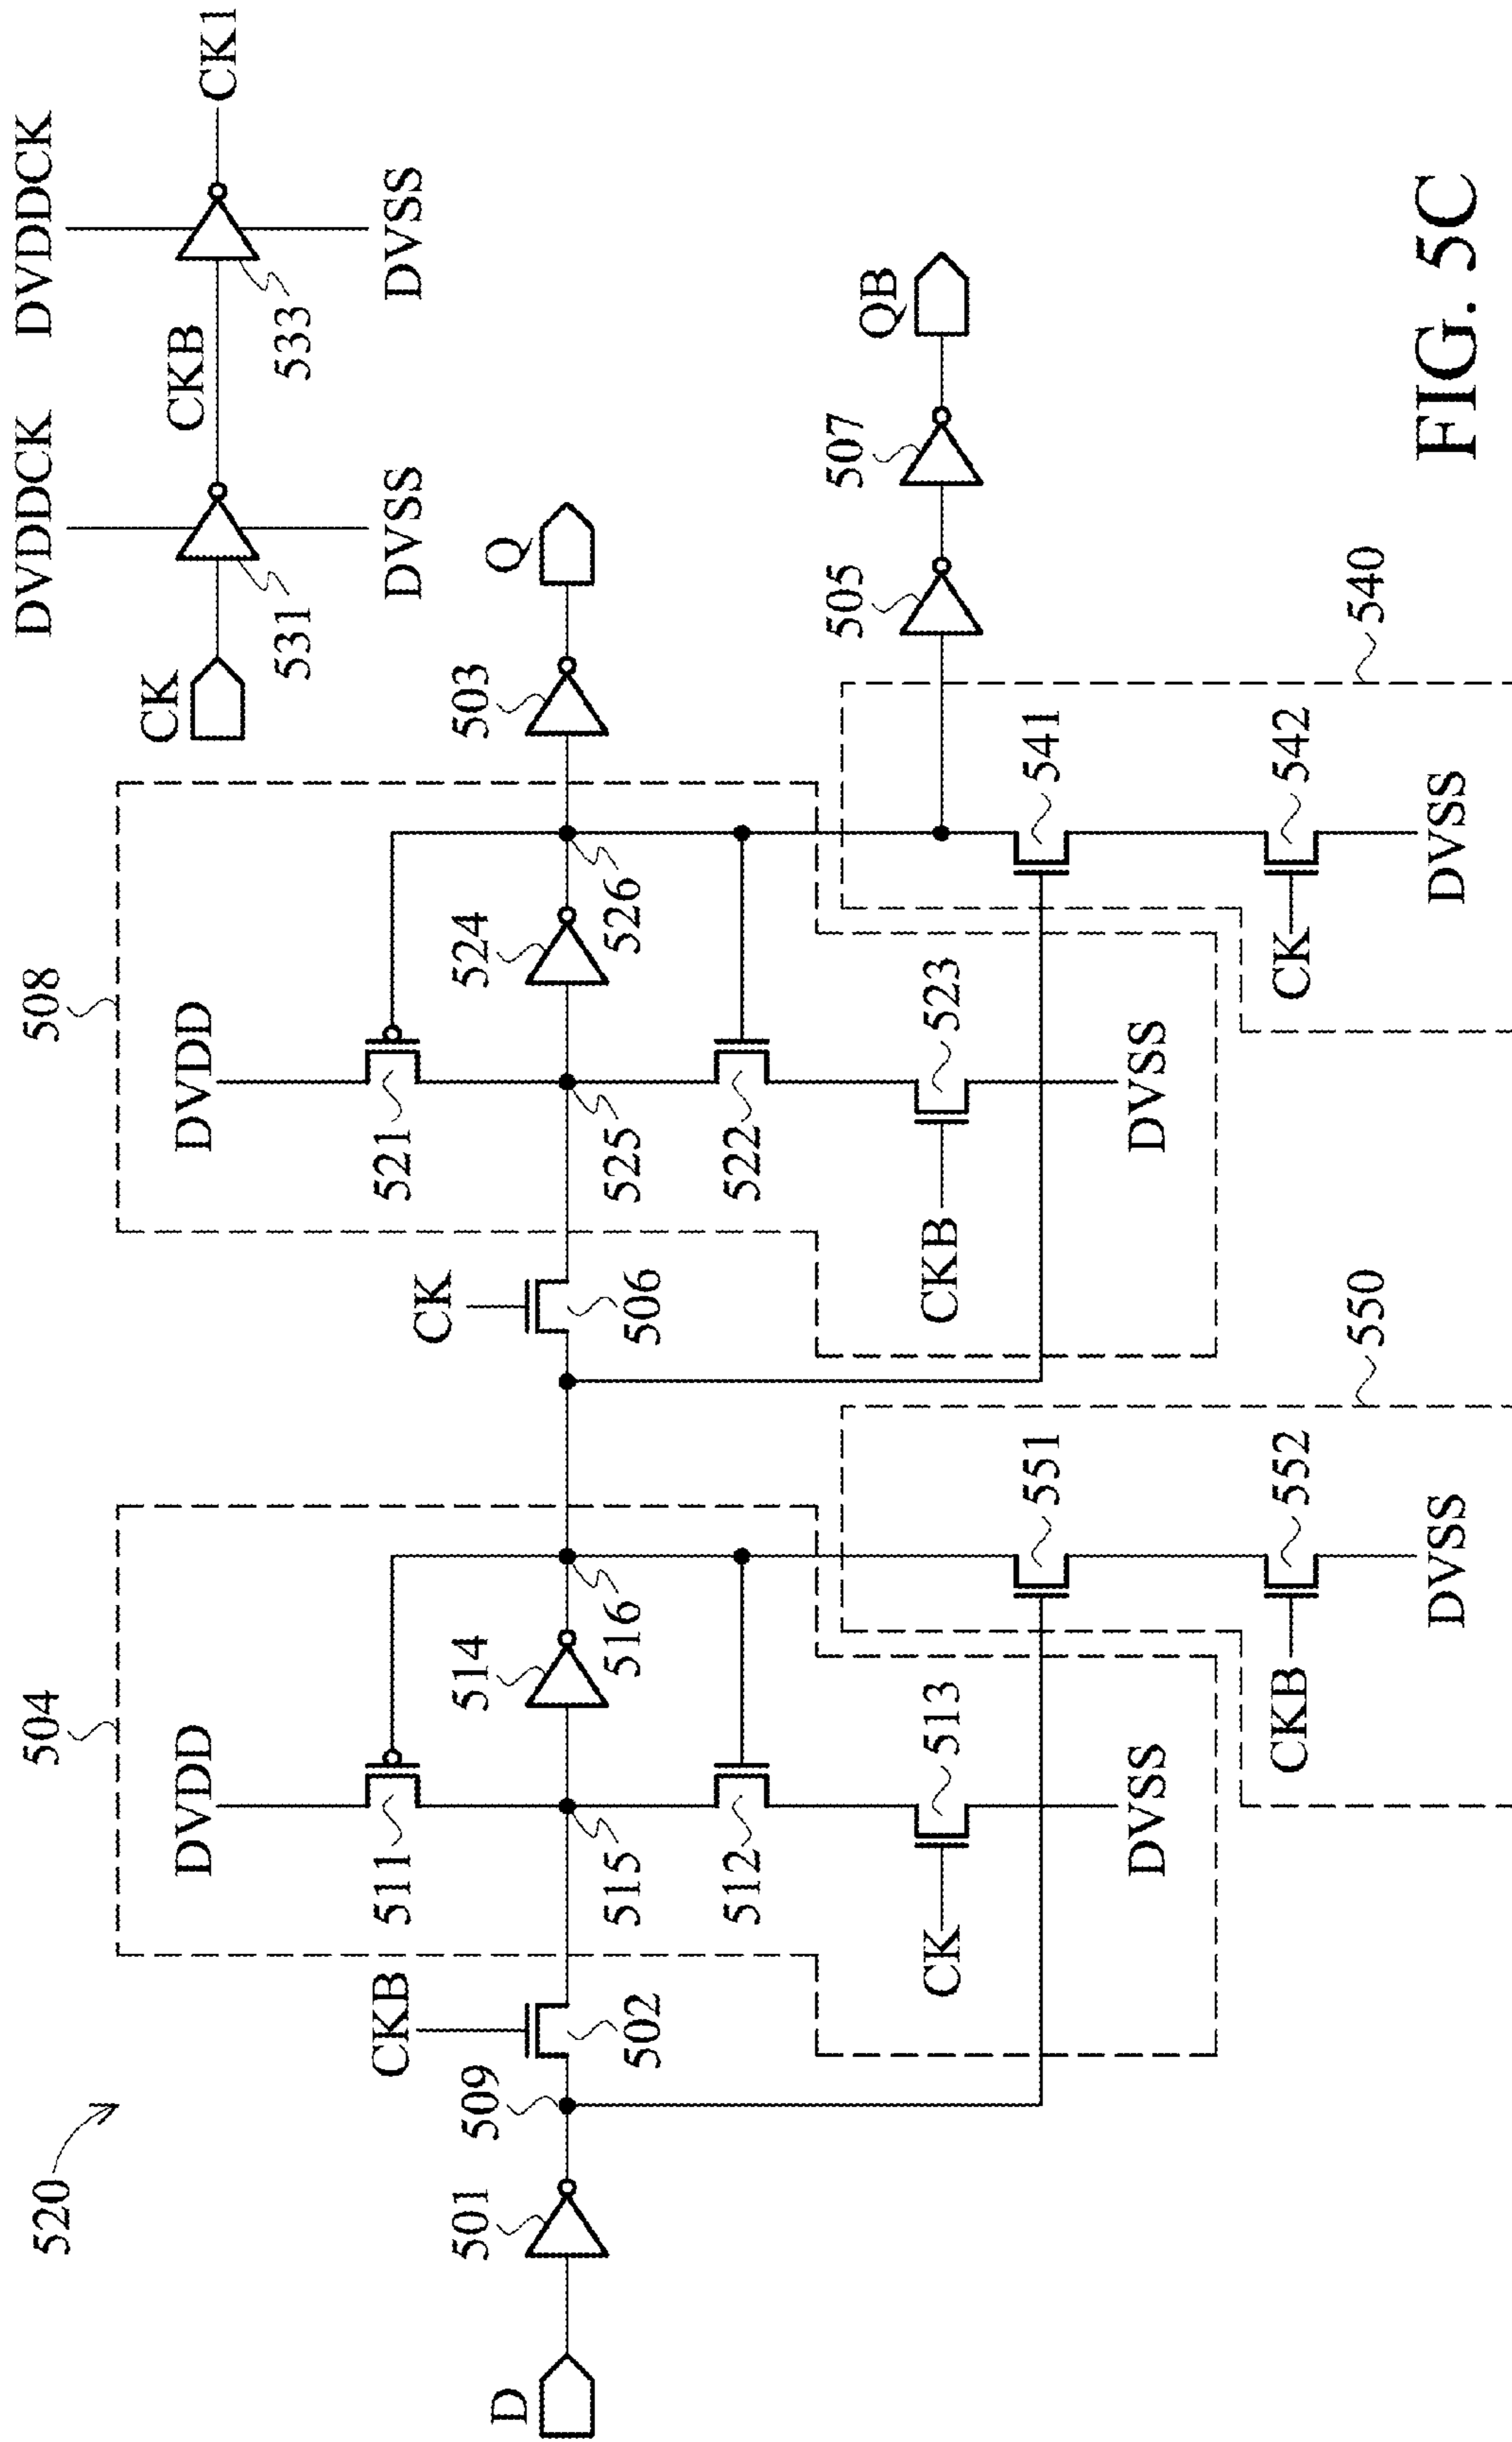 520
504
508
DVDDCK
DVDDCK
CK
CKB
CK1
531
533
DVSS
DVSS
DVDD
DVDD
CKB
511
CK
521
D
501
509
514
524
503
Q
502
515
516
506
525
526
512
522
505
507
QB
CK
513
CKB
523
551
541
DVSS
DVSS
CKB
552
CK
542
550
540
DVSS
DVSS
FIG. 5C